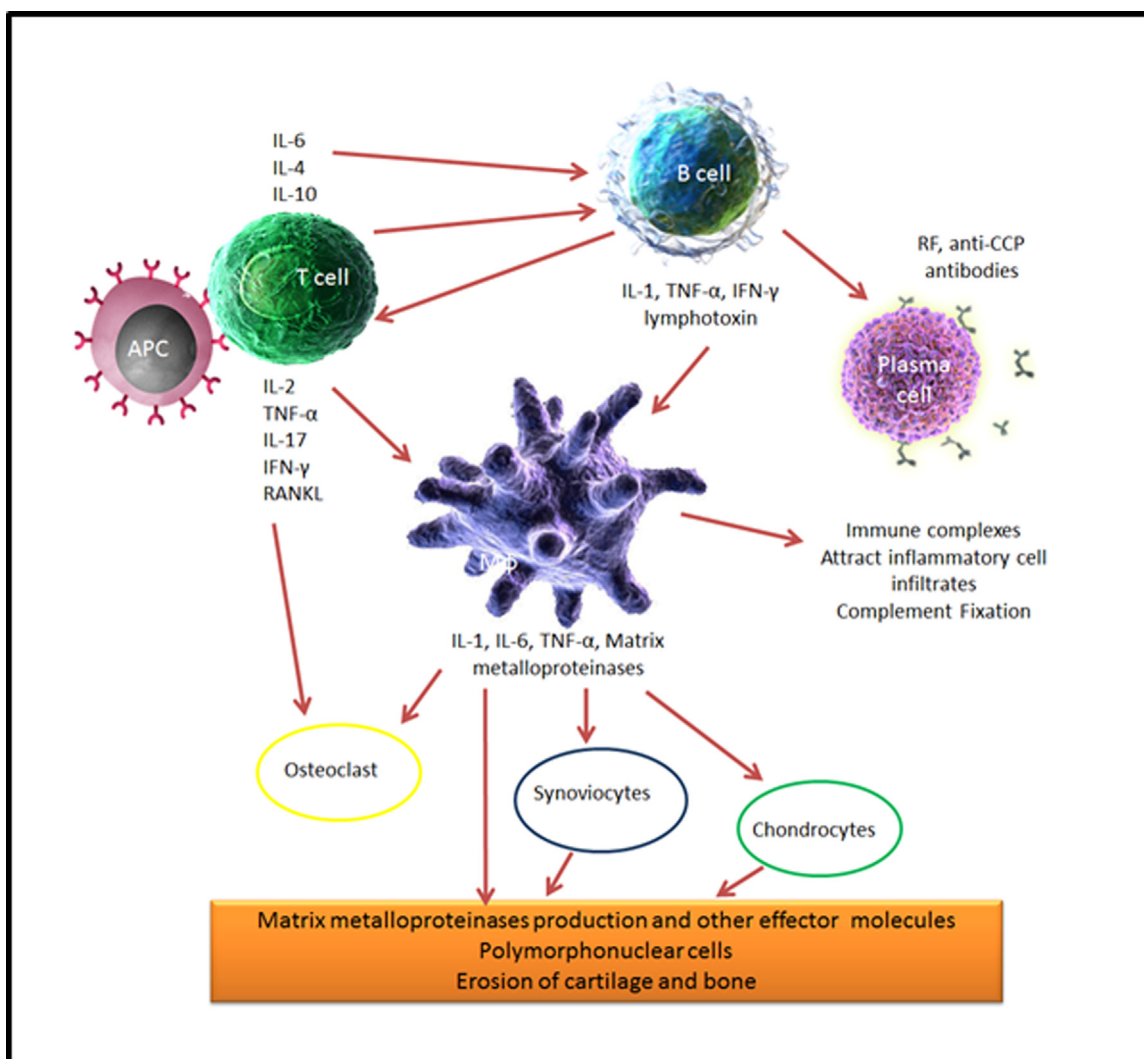 IL-6
IL-4
IL-10
B cell
RF, anti-CCP
antibodies
T cell
APC
IL-1, TNF-α, IFN-γ
lymphotoxin
Plasma
cell
IL-2
TNF-α
IL-17
IFN-γ
RANKL
Immune complexes
Attract inflammatory cell
infiltrates
Complement Fixation
Mϕ
IL-1, IL-6, TNF-α, Matrix
metalloproteinases
Osteoclast
Synoviocytes
Chondrocytes
Matrix metalloproteinases production and other effector molecules
Polymorphonuclear cells
Erosion of cartilage and bone